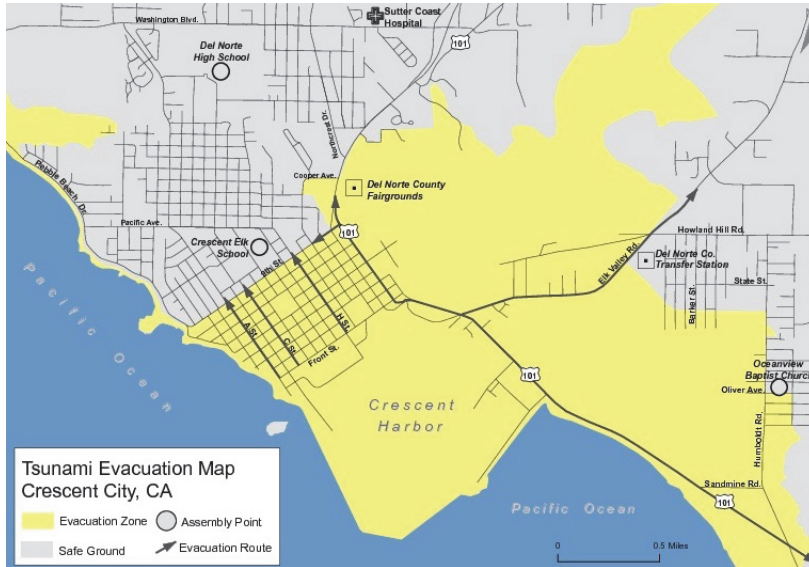 Washington Blvd.
Sutter Coast
Hospital
101
Del Norte
High School
Northcrest Dr.
Cooper Ave.
Del Norte County
Fairgrounds
Pebble Beach Dr.
Pacific Ave.
Crescent Elk
School
9th St.
101
Howland Hill Rd.
Elk Valley Rd.
Del Norte Co.
Transfer Station
State St.
Barker St.
A St.
C St.
H St.
Front St.
Pacific Ocean
Oceanview
Baptist Church
Oliver Ave.
101
Crescent
Harbor
Humboldt Rd.
Sandmine Rd.
101
Pacific Ocean
Tsunami Evacuation Map
Crescent City, CA
Evacuation Zone
Assembly Point
Safe Ground
Evacuation Route
0
0.5 Miles